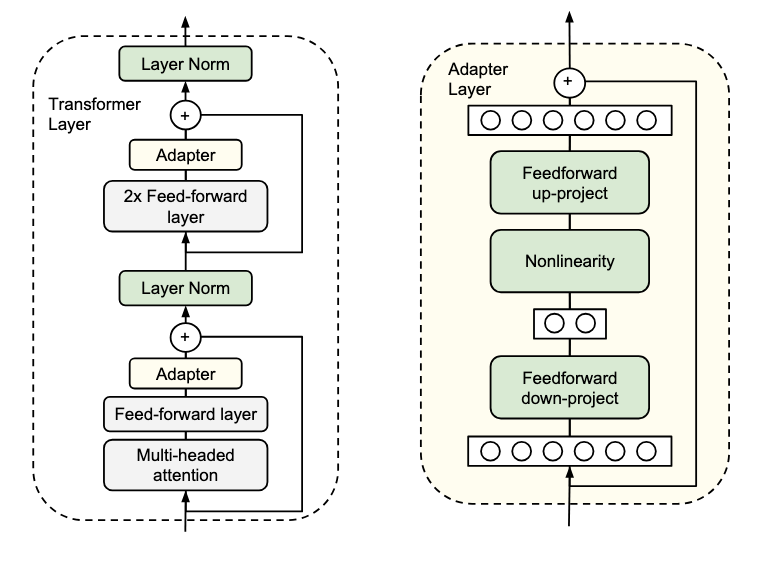 Layer Norm
Transformer
Layer
+
Adapter
2x Feed-forward
layer
Layer Norm
+
Adapter
Feed-forward layer
Multi-headed
attention
Adapter
Layer
+
Feedforward
up-project
Nonlinearity
Feedforward
down-project